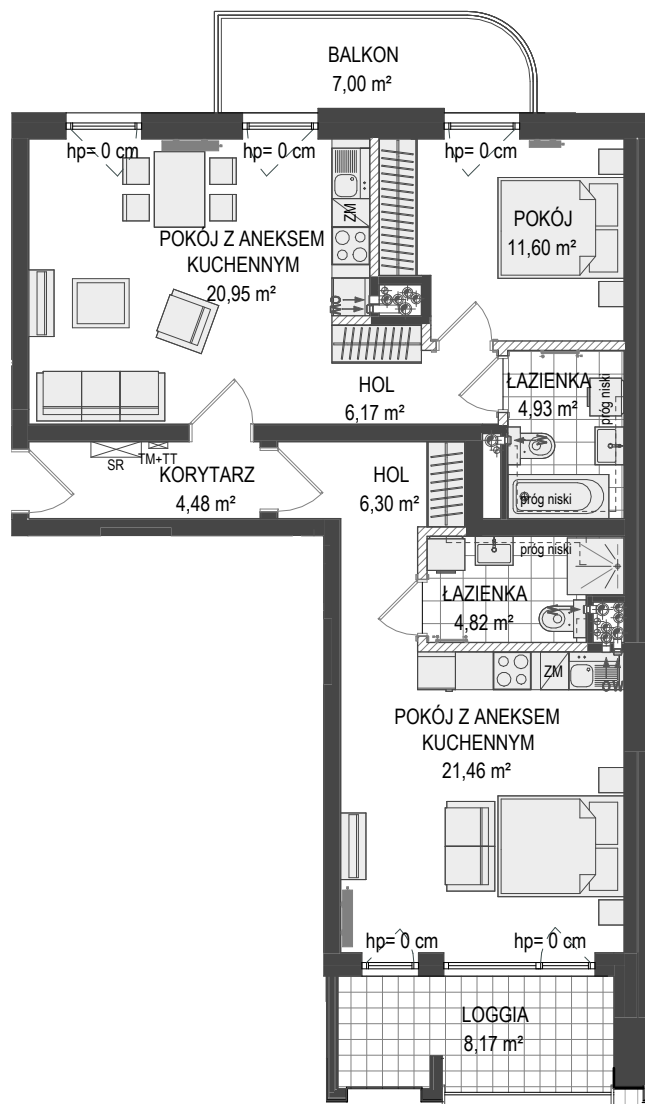 BALKON
7,00 m²
hp= 0 cm
hp= 0 cm
hp= 0 cm
ZM
POKÓJ Z ANEKSEM
KUCHENNYM
20,95 m²
POKÓJ
11,60 m²
HOL
6,17 m²
ŁAZIENKA
4,93 m²
próg niski
SR
TM+TT
KORYTARZ
4,48 m²
HOL
6,30 m²
próg niski
próg niski
ŁAZIENKA
4,82 m²
ZM
OW
POKÓJ Z ANEKSEM
KUCHENNYM
21,46 m²
hp= 0 cm
hp= 0 cm
LOGGIA
8,17 m²